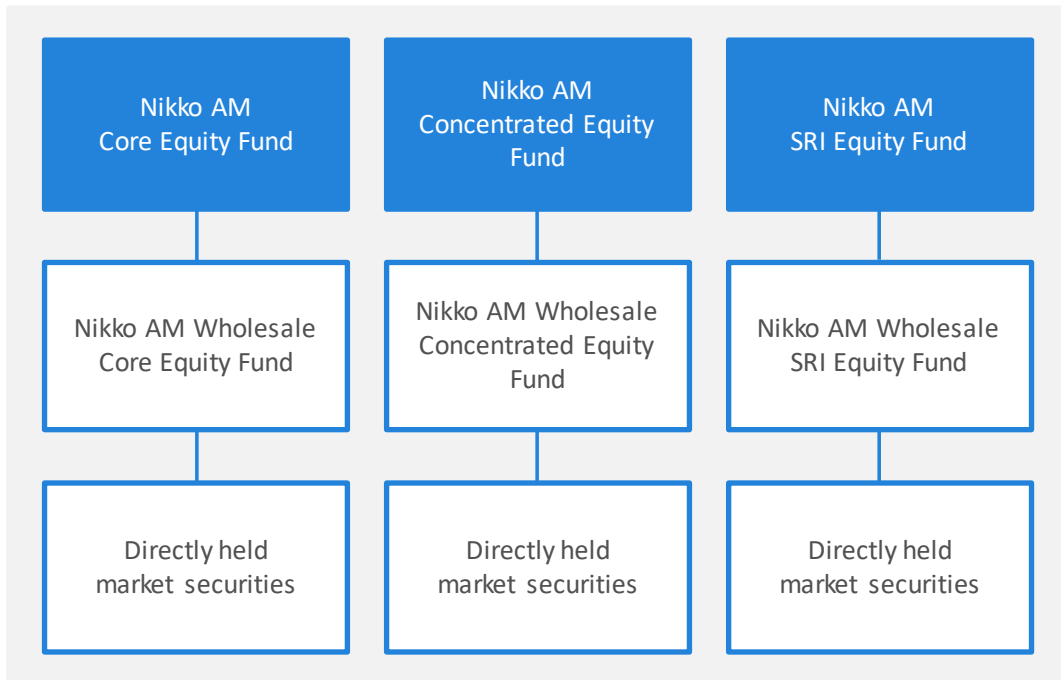 Nikko AM
Core Equity Fund
Nikko AM
Concentrated Equity
Fund
Nikko AM
SRI Equity Fund
Nikko AM Wholesale
Core Equity Fund
Nikko AM Wholesale
Concentrated Equity
Fund
Nikko AM Wholesale
SRI Equity Fund
Directly held
market securities
Directly held
market securities
Directly held
market securities